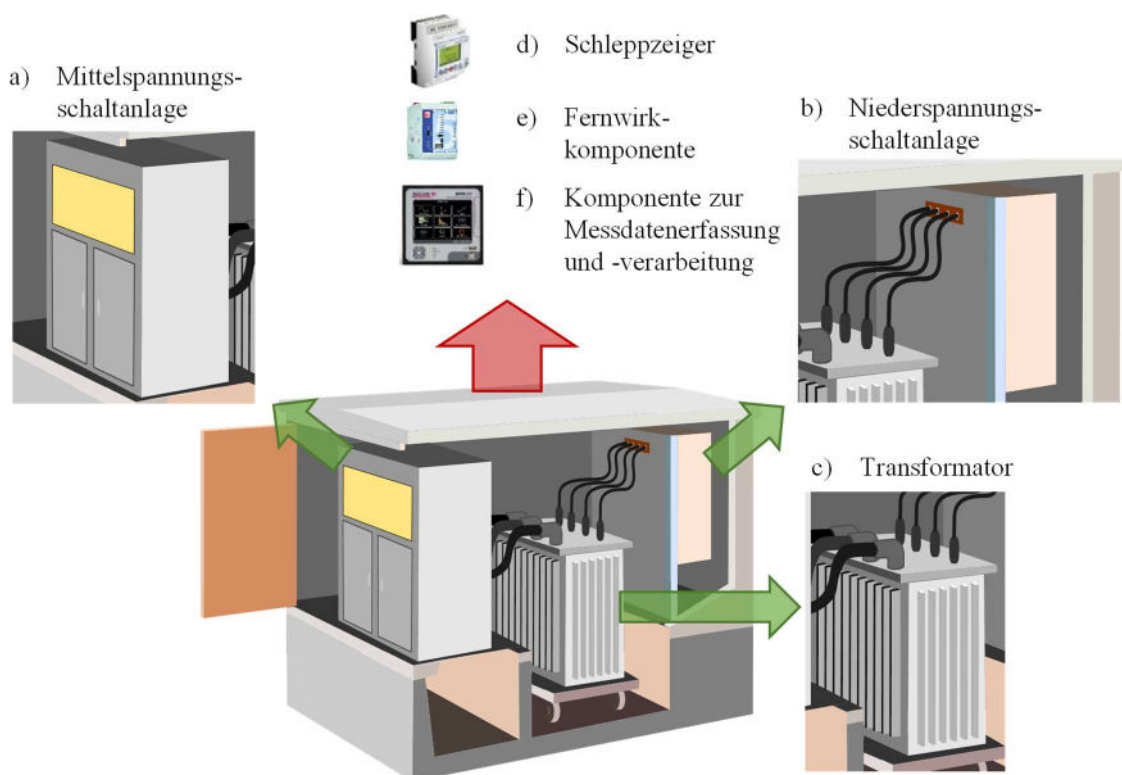 a) Mittelspannungs-
schaltanlage
d) Schleppzeiger
e) Fernwirk-
komponente
f) Komponente zur
Messdatenerfassung
und -verarbeitung
b) Niederspannungs-
schaltanlage
c) Transformator